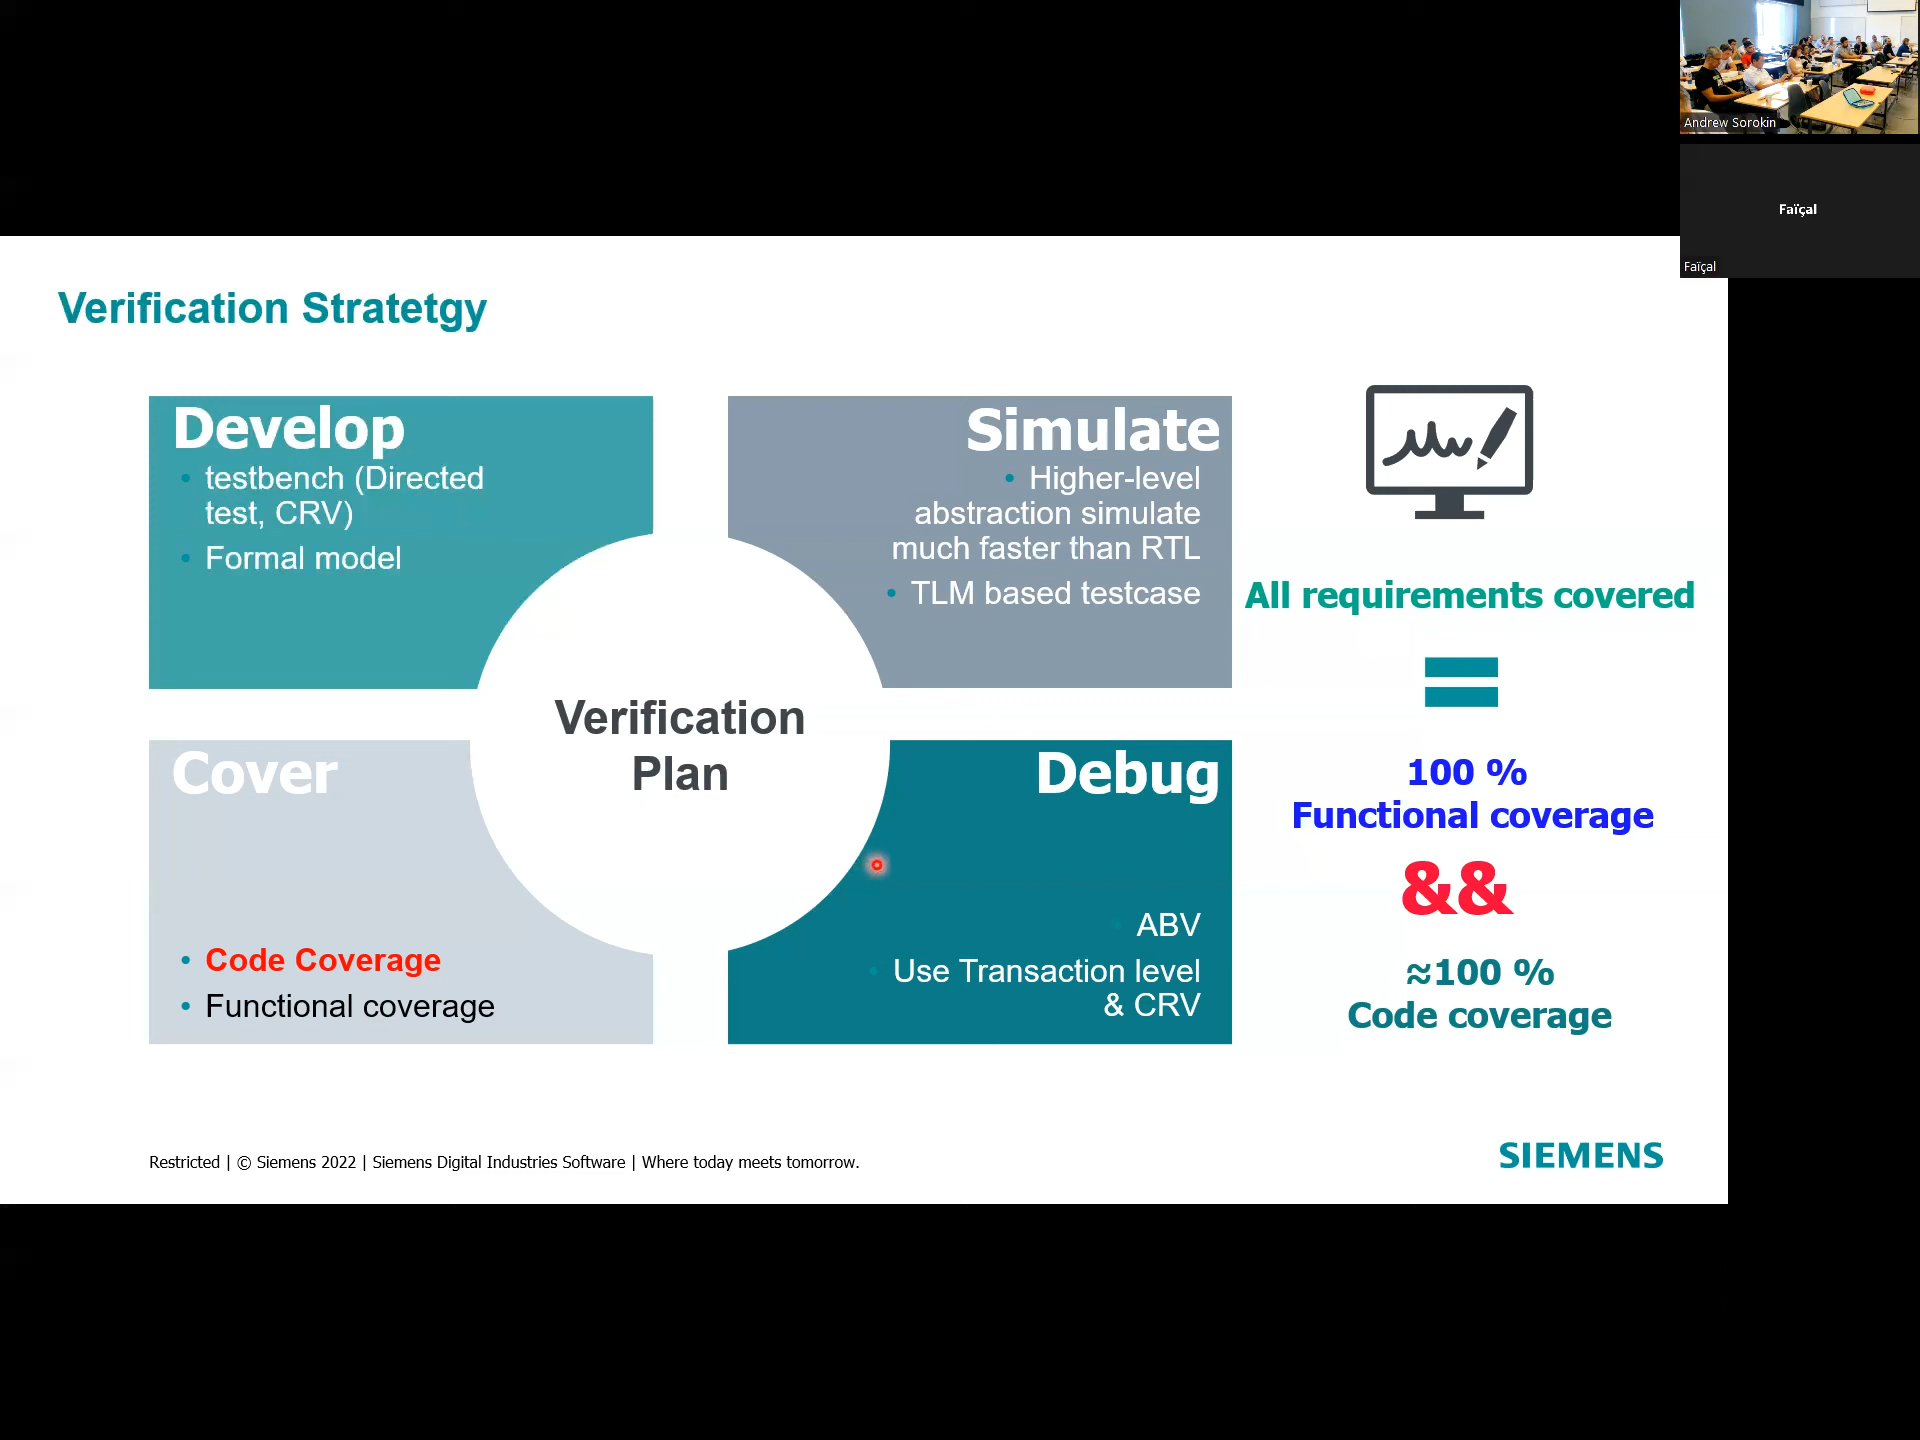 Andrew Sorokin
Faïçal
Faïçal
Verification Stratetgy
Develop
• testbench (Directed
test, CRV)
• Formal model
Simulate
• Higher-level
abstraction simulate
much faster than RTL
• TLM based testcase
Verification
Plan
Cover
• Code Coverage
• Functional coverage
Debug
• ABV
• Use Transaction level
& CRV
All requirements covered
=
100 %
Functional coverage
&&
≈100 %
Code coverage
Restricted | © Siemens 2022 | Siemens Digital Industries Software | Where today meets tomorrow.
SIEMENS